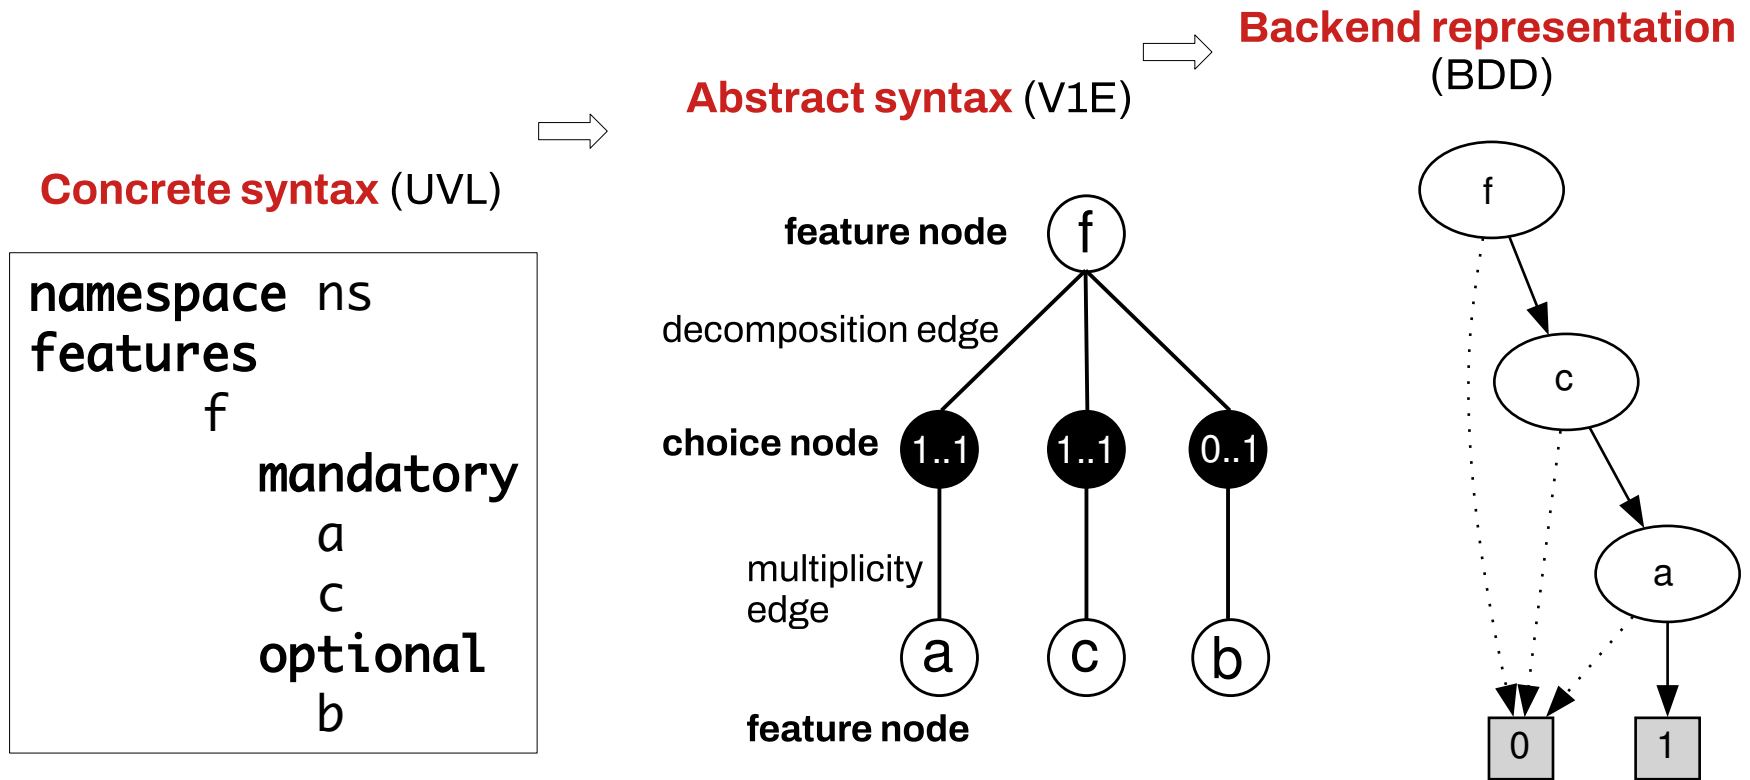 Concrete syntax (UVL)
namespace ns
features
f
mandatory
a
c
optional
b
Abstract syntax (V1E)
feature node
f
decomposition edge
choice node
1..1
1..1
0..1
multiplicity
edge
a
c
b
feature node
Backend representation
(BDD)
f
c
a
0
1